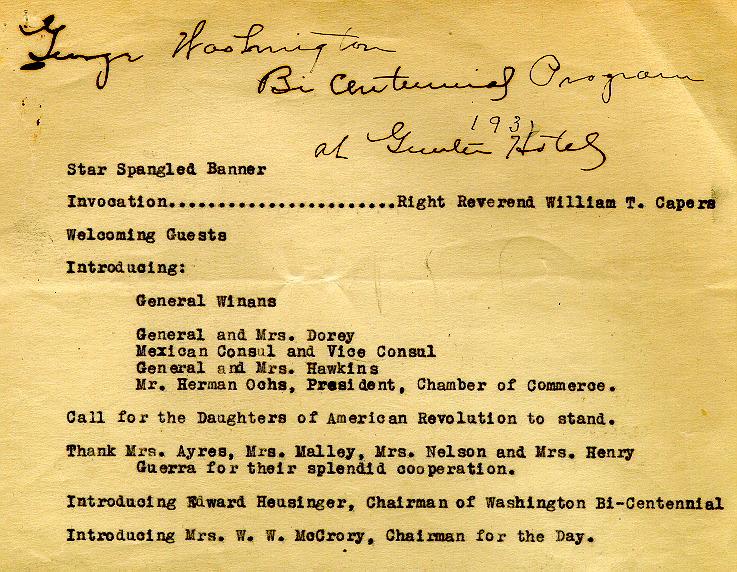 George Washington
Bi Centennial Program
1931
at Gunter Hotel
Star Spangled Banner
Invocation.......................Right Reverend William T. Capers
Welcoming Guests
Introducing:
General Winans
General and Mrs. Dorey
Mexican Consul and Vice Consul
General and Mrs. Hawkins
Mr. Herman Ochs, President, Chamber of Commerce.
Call for the Daughters of American Revolution to stand.
Thank Mrs. Ayres, Mrs. Malley, Mrs. Nelson and Mrs. Henry
Guerra for their splendid cooperation.
Introducing Edward Heusinger, Chairman of Washington Bi-Centennial
Introducing Mrs. W. W. McCrory, Chairman for the Day.